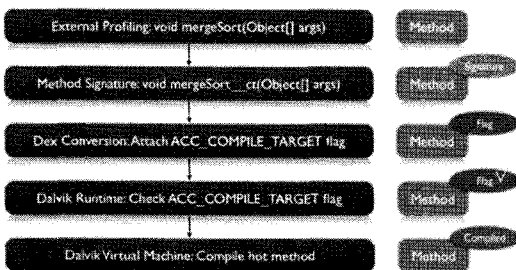 External Profiling: void mergeSort(Object[] args)
Method
Method Signature: void mergeSort__ct(Object[] args)
Signature
Method
Dex Conversion: Attach ACC_COMPILE_TARGET flag
Flag
Method
Dalvik Runtime: Check ACC_COMPILE_TARGET flag
Flag V
Method
Dalvik Virtual Machine: Compile hot method
Compiled
Method